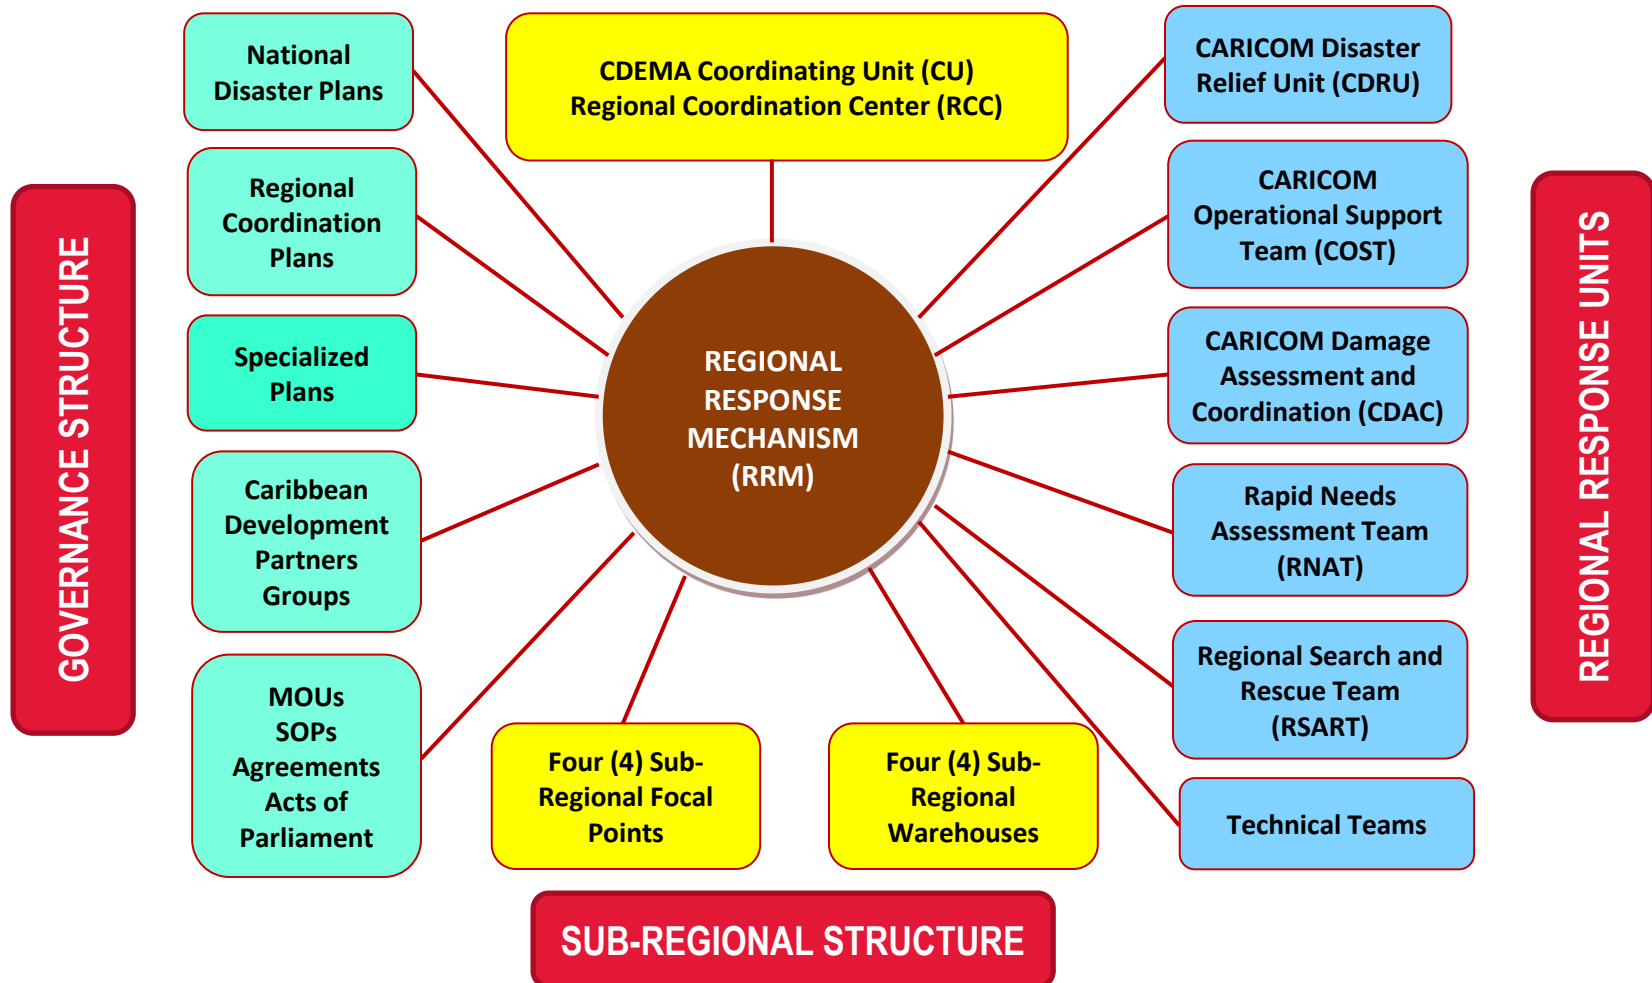 GOVERNANCE STRUCTURE
National
Disaster Plans
Regional
Coordination
Plans
Specialized
Plans
Caribbean
Development
Partners
Groups
MOUs
SOPs
Agreements
Acts of
Parliament
CDEMA Coordinating Unit (CU)
Regional Coordination Center (RCC)
REGIONAL
RESPONSE
MECHANISM
(RRM)
Four (4) Sub-
Regional Focal
Points
Four (4) Sub-
Regional
Warehouses
SUB-REGIONAL STRUCTURE
CARICOM Disaster
Relief Unit (CDRU)
CARICOM
Operational Support
Team (COST)
CARICOM Damage
Assessment and
Coordination (CDAC)
Rapid Needs
Assessment Team
(RNAT)
Regional Search and
Rescue Team
(RSART)
Technical Teams
REGIONAL RESPONSE UNITS